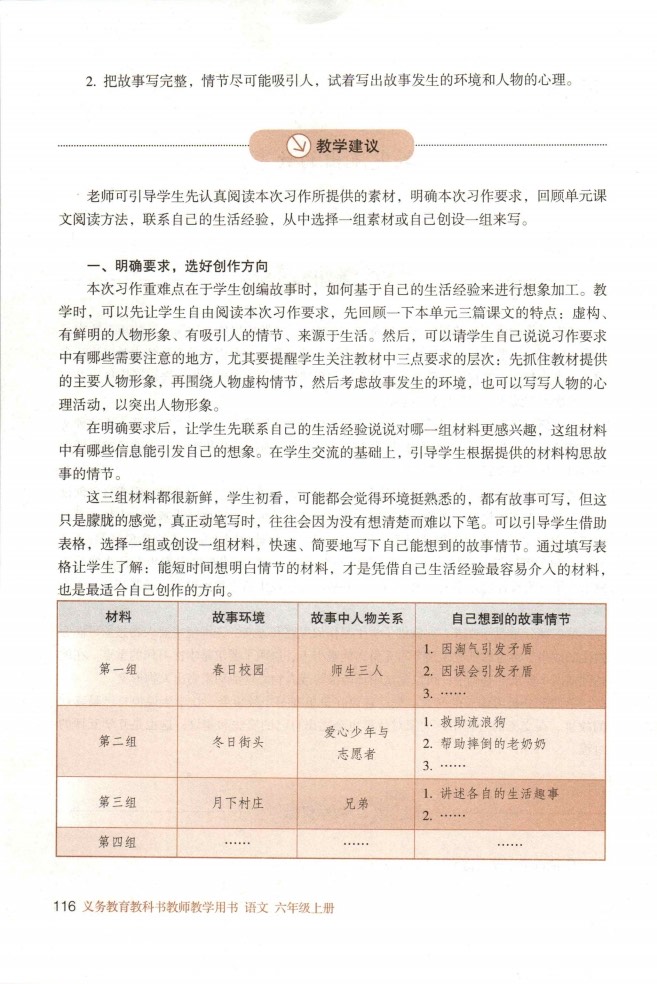 2. 把故事写完整，情节尽可能吸引人，试着写出故事发生的环境和人物的心理。
教学建议
老师可引导学生先认真阅读本次习作所提供的素材，明确本次习作要求，回顾单元课
文阅读方法，联系自己的生活经验，从中选择一组素材或自己创设一组来写。
一、明确要求，选好创作方向
本次习作重难点在于学生创编故事时，如何基于自己的生活经验来进行想象加工。教
学时，可以先让学生自由阅读本次习作要求，先回顾一下本单元三篇课文的特点：虚构、
有鲜明的人物形象、有吸引人的情节、来源于生活。然后，可以请学生自己说说习作要求
中有哪些需要注意的地方，尤其要提醒学生关注教材中三点要求的层次：先抓住教材提供
的主要人物形象，再围绕人物虚构情节，然后考虑故事发生的环境，也可以写写人物的心
理活动，以突出人物形象。
在明确要求后，让学生先联系自己的生活经验说说对哪一组材料更感兴趣，这组材料
中有哪些信息能引发自己的想象。在学生交流的基础上，引导学生根据提供的材料构思故
事的情节。
这三组材料都很新鲜，学生初看，可能都会觉得环境挺熟悉的，都有故事可写，但这
只是朦胧的感觉，真正动笔写时，往往会因为没有想清楚而难以下笔。可以引导学生借助
表格，选择一组或创设一组材料，快速、简要地写下自己能想到的故事情节。通过填写表
格让学生了解：能短时间想明白情节的材料，才是凭借自己生活经验最容易介入的材料，
也是最适合自己创作的方向。
材料 故事环境 故事中人物关系 自己想到的故事情节
第一组 春日校园 师生三人
1. 因淘气引发矛盾
2. 因误会引发矛盾
3. ……
第二组 冬日街头
爱心少年与
志愿者
1. 救助流浪狗
2. 帮助摔倒的老奶奶
3. ……
第三组 月下村庄 兄弟
1. 讲述各自的生活趣事
2. ……
第四组 …… …… ……
116 义务教育教科书教师教学用书 语文 六年级上册